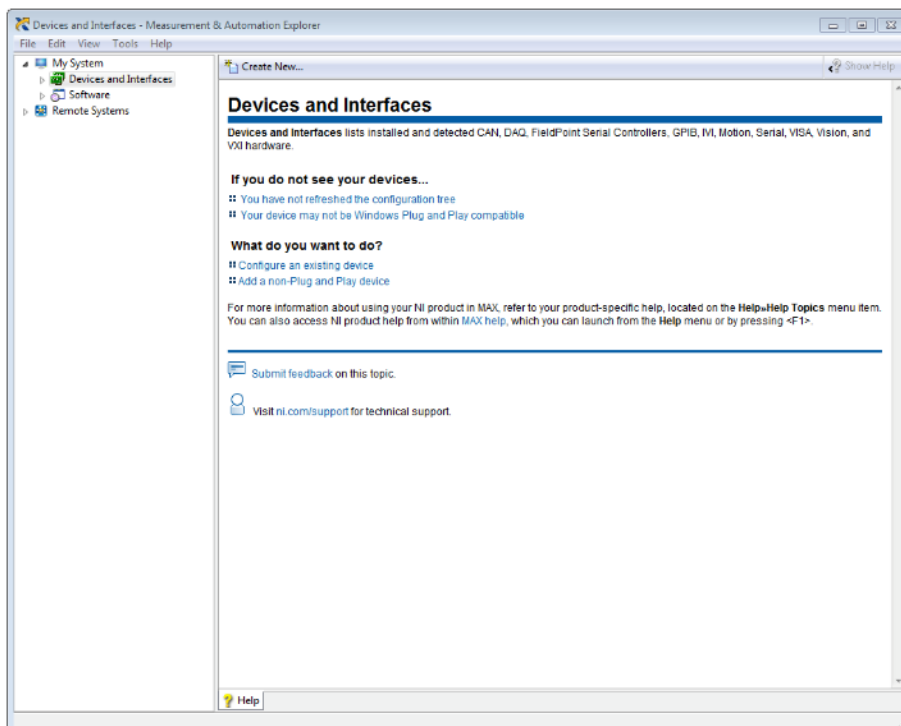 Devices and Interfaces - Measurement & Automation Explorer
File Edit View Tools Help
My System
Devices and Interfaces
Software
Remote Systems
Create New...
Show Help
Devices and Interfaces
Devices and Interfaces lists installed and detected CAN, DAQ, FieldPoint Serial Controllers, GPIB, IVI, Motion, Serial, VISA, Vision, and
VXI hardware.
If you do not see your devices...
You have not refreshed the configuration tree
Your device may not be Windows Plug and Play compatible
What do you want to do?
Configure an existing device
Add a non-Plug and Play device
For more information about using your NI product in MAX, refer to your product-specific help, located on the Help»Help Topics menu item.
You can also access NI product help from within MAX help, which you can launch from the Help menu or by pressing <F1>.
Submit feedback on this topic.
Visit ni.com/support for technical support.
Help